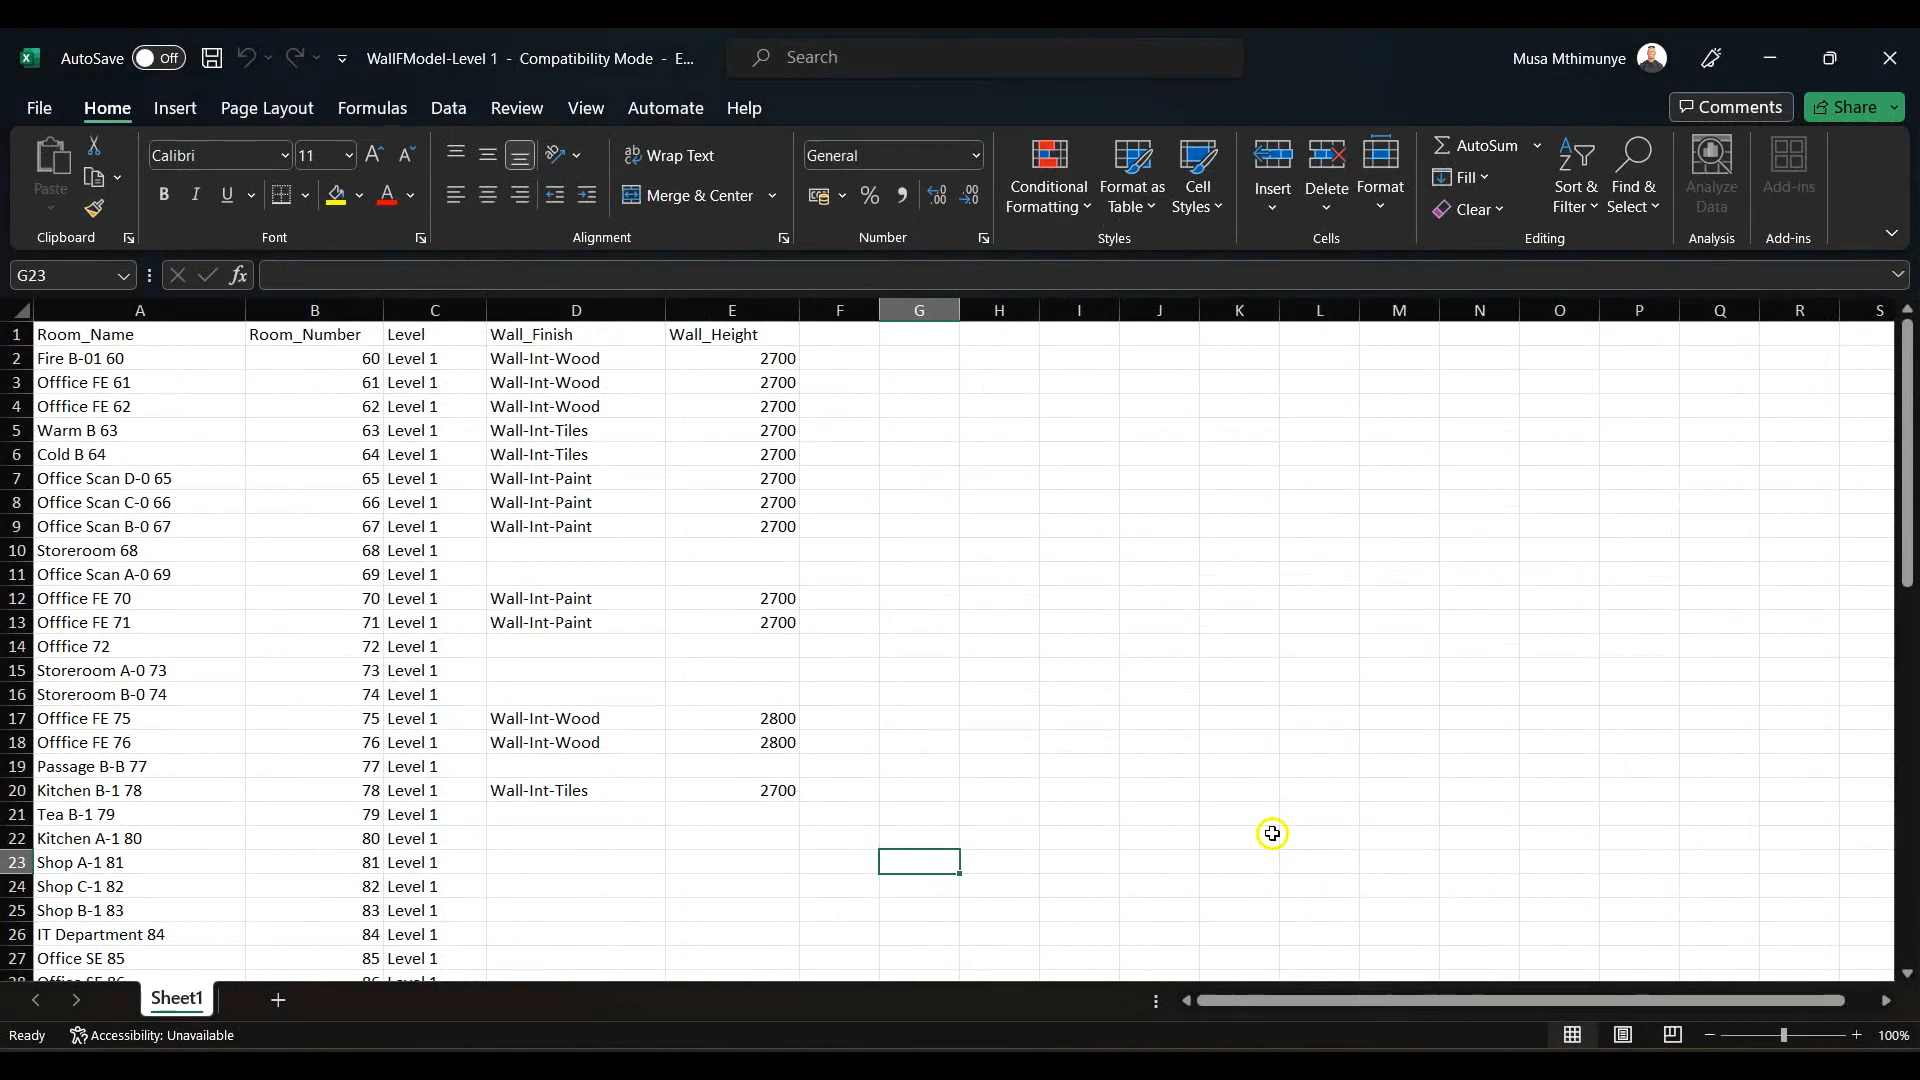 AutoSave Off WallFModel-Level 1 - Compatibility Mode - E... Search Musa Mthimunye
File Home Insert Page Layout Formulas Data Review View Automate Help Comments Share
Paste
Clipboard
Calibri 11
B I U A
Font
Wrap Text
Merge & Center
Alignment
General
%
Number
Conditional Formatting
Format as Table
Cell Styles
Styles
Insert
Delete
Format
Cells
AutoSum
Fill
Clear
Sort & Filter
Find & Select
Editing
Analyze Data
Analysis
Add-ins
Add-ins
G23 fx
A B C D E F G H I J K L M N O P Q R S
1 Room_Name Room_Number Level Wall_Finish Wall_Height
2 Fire B-01 60 60 Level 1 Wall-Int-Wood 2700
3 Offfice FE 61 61 Level 1 Wall-Int-Wood 2700
4 Offfice FE 62 62 Level 1 Wall-Int-Wood 2700
5 Warm B 63 63 Level 1 Wall-Int-Tiles 2700
6 Cold B 64 64 Level 1 Wall-Int-Tiles 2700
7 Office Scan D-0 65 65 Level 1 Wall-Int-Paint 2700
8 Office Scan C-0 66 66 Level 1 Wall-Int-Paint 2700
9 Office Scan B-0 67 67 Level 1 Wall-Int-Paint 2700
10 Storeroom 68 68 Level 1
11 Office Scan A-0 69 69 Level 1
12 Offfice FE 70 70 Level 1 Wall-Int-Paint 2700
13 Offfice FE 71 71 Level 1 Wall-Int-Paint 2700
14 Offfice 72 72 Level 1
15 Storeroom A-0 73 73 Level 1
16 Storeroom B-0 74 74 Level 1
17 Offfice FE 75 75 Level 1 Wall-Int-Wood 2800
18 Offfice FE 76 76 Level 1 Wall-Int-Wood 2800
19 Passage B-B 77 77 Level 1
20 Kitchen B-1 78 78 Level 1 Wall-Int-Tiles 2700
21 Tea B-1 79 79 Level 1
22 Kitchen A-1 80 80 Level 1
23 Shop A-1 81 81 Level 1
24 Shop C-1 82 82 Level 1
25 Shop B-1 83 83 Level 1
26 IT Department 84 84 Level 1
27 Office SE 85 85 Level 1
28 Office SE 86 86 Level 1
Sheet1
Ready Accessibility: Unavailable 100%